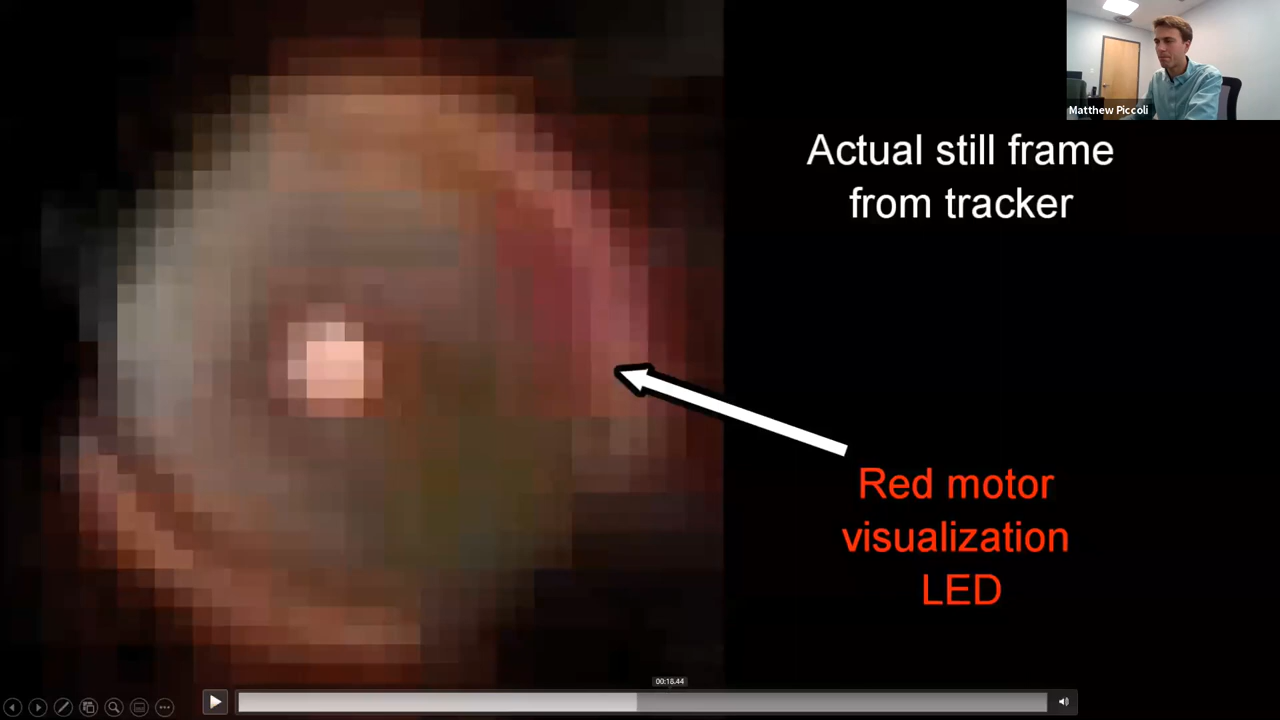 Matthew Piccoli
Actual still frame
from tracker
Red motor
visualization
LED
00:18.44